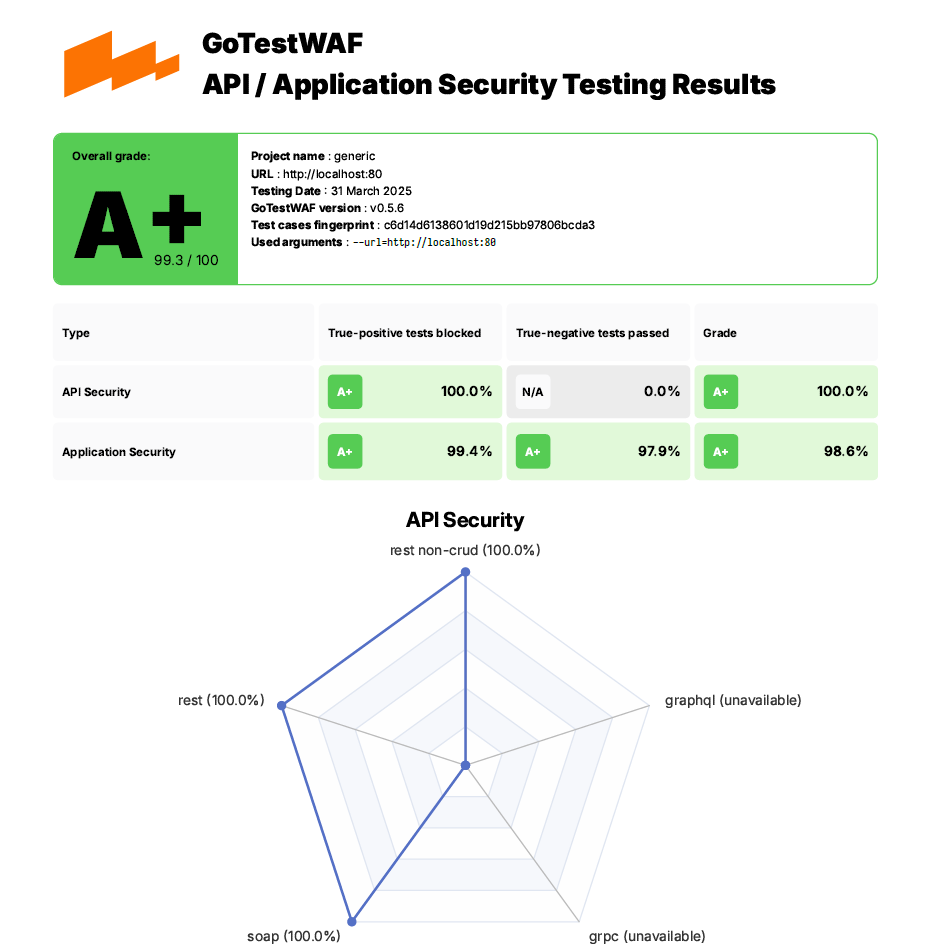 GoTestWAF
API / Application Security Testing Results
Overall grade:
A+
99.3 / 100
Project name : generic
URL : http://localhost:80
Testing Date : 31 March 2025
GoTestWAF version : v0.5.6
Test cases fingerprint : c6d14d6138601d19d215bb97806bcda3
Used arguments : --url=http://localhost:80
Type True-positive tests blocked True-negative tests passed Grade
API Security A+ 100.0% N/A 0.0% A+ 100.0%
Application Security A+ 99.4% A+ 97.9% A+ 98.6%
API Security
rest non-crud (100.0%)
rest (100.0%) graphql (unavailable)
soap (100.0%) grpc (unavailable)